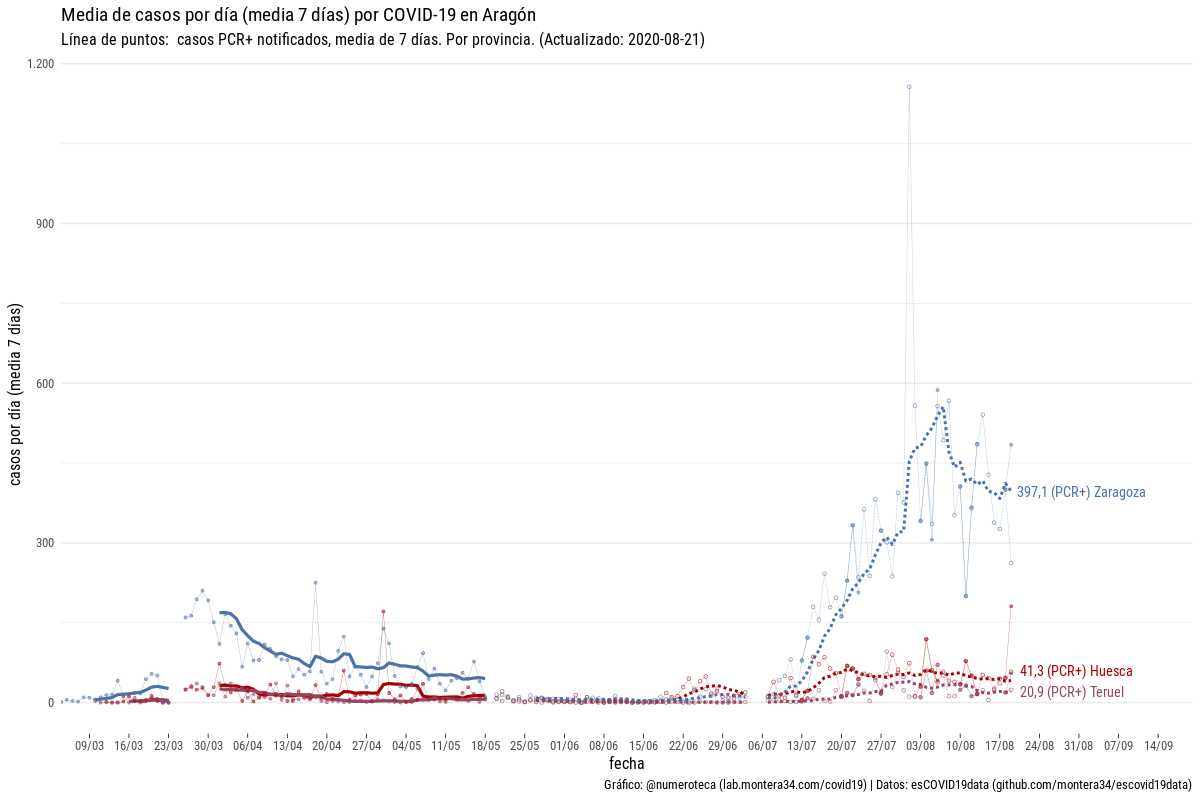 Media de casos por día (media 7 días) por COVID-19 en Aragón
Línea de puntos:  casos PCR+ notificados, media de 7 días. Por provincia. (Actualizado: 2020-08-21)
casos por día (media 7 días)
1.200
900
600
300
0
397,1 (PCR+) Zaragoza
41,3 (PCR+) Huesca
20,9 (PCR+) Teruel
09/03 16/03 23/03 30/03 06/04 13/04 20/04 27/04 04/05 11/05 18/05 25/05 01/06 08/06 15/06 22/06 29/06 06/07 13/07 20/07 27/07 03/08 10/08 17/08 24/08 31/08 07/09 14/09
fecha
Gráfico: @numeroteca (lab.montera34.com/covid19) | Datos: esCOVID19data (github.com/montera34/escovid19data)